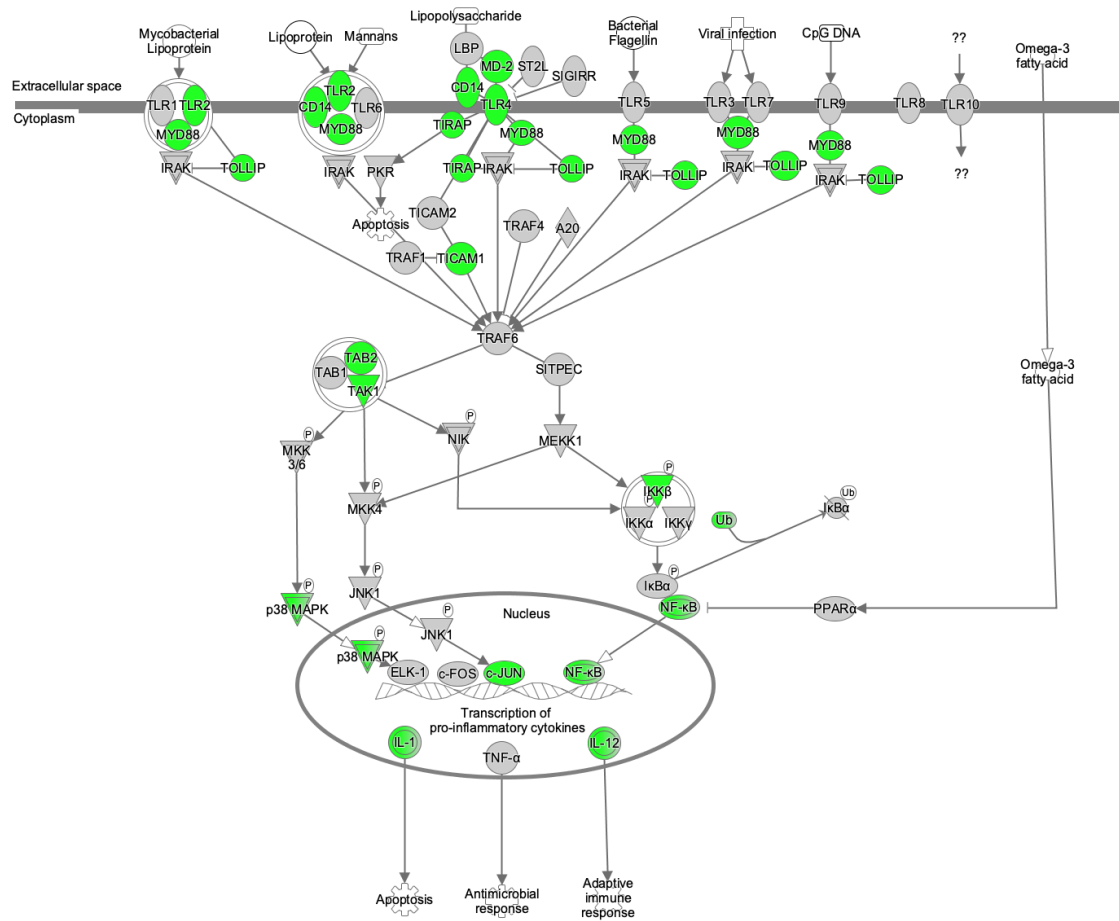 Lipopolysaccharide
Mycobacterial
Lipoprotein
Lipoprotein
Mannans
LBP
MD-2
ST2L
SIGIRR
Bacterial
Flagellin
Viral infection
CpG DNA
??
Omega-3
fatty acid
Extracellular space
Cytoplasm
TLR1
TLR2
MYD88
IRAK
TOLLIP
CD14
TLR2
TLR6
MYD88
IRAK
CD14
TLR4
TIRAP
MYD88
PKR
TIRAP
IRAK
TOLLIP
TLR5
MYD88
IRAK
TOLLIP
TLR3
TLR7
MYD88
IRAK
TOLLIP
TLR9
MYD88
IRAK
TOLLIP
TLR8
TLR10
??
Apoptosis
TICAM2
TRAF4
A20
TRAF1
TICAM1
TRAF6
TAB2
TAB1
TAK1
SITPEC
Omega-3
fatty acid
P
MKK
3/6
P
NIK
MEKK1
P
MKK4
P
IKKβ
P
IKKα
IKKγ
Ub
Ub
IκBα
P
p38 MAPK
P
JNK1
P
IκBα
NF-κB
PPARα
Nucleus
P
JNK1
P
p38 MAPK
ELK-1
c-FOS
c-JUN
NF-κB
Transcription of
pro-inflammatory cytokines
IL-1
TNF-α
IL-12
Apoptosis
Antimicrobial
response
Adaptive
immune
response